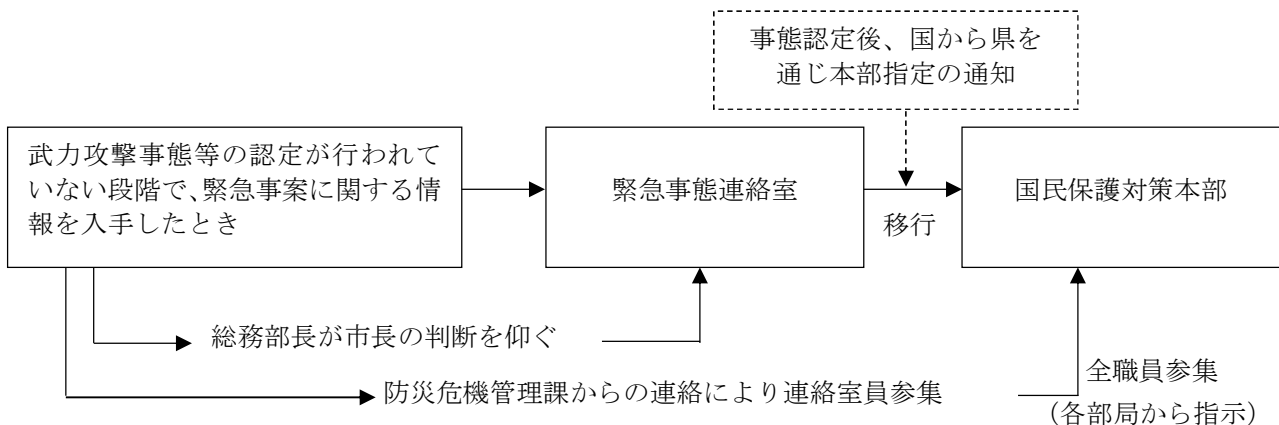 事態認定後、国から県を
通じ本部指定の通知
武力攻撃事態等の認定が行われて
いない段階で、緊急事案に関する情
報を入手したとき
緊急事態連絡室
移行
国民保護対策本部
総務部長が市長の判断を仰ぐ
防災危機管理課からの連絡により連絡室員参集
全職員参集
（各部局から指示）